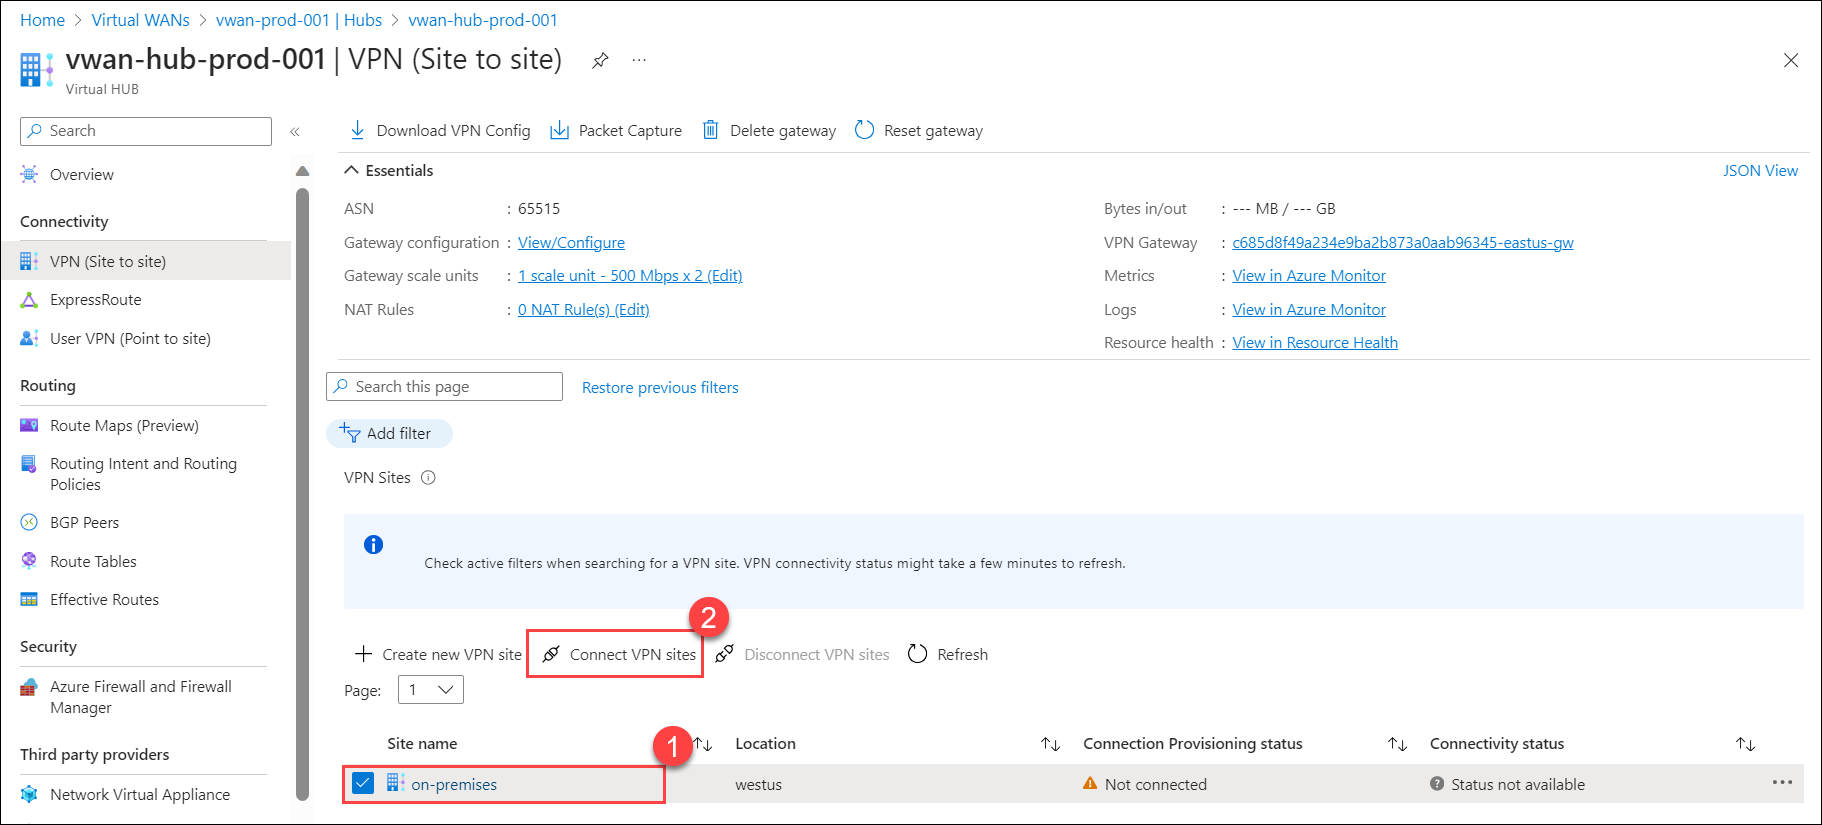 Home > Virtual WANs > vwan-prod-001 | Hubs > vwan-hub-prod-001
vwan-hub-prod-001 | VPN (Site to site)
Virtual HUB
Search
«
Overview
Connectivity
VPN (Site to site)
ExpressRoute
User VPN (Point to site)
Routing
Route Maps (Preview)
Routing Intent and Routing
Policies
BGP Peers
Route Tables
Effective Routes
Security
Azure Firewall and Firewall
Manager
Third party providers
Network Virtual Appliance
Download VPN Config Packet Capture Delete gateway Reset gateway
Essentials JSON View
ASN : 65515
Gateway configuration : View/Configure
Gateway scale units : 1 scale unit - 500 Mbps x 2 (Edit)
NAT Rules : 0 NAT Rule(s) (Edit)
Bytes in/out : --- MB / --- GB
VPN Gateway : c685d8f49a234e9ba2b873a0aab96345-eastus-gw
Metrics : View in Azure Monitor
Logs : View in Azure Monitor
Resource health : View in Resource Health
Search this page Restore previous filters
Add filter
VPN Sites
Check active filters when searching for a VPN site. VPN connectivity status might take a few minutes to refresh.
2
Create new VPN site Connect VPN sites Disconnect VPN sites Refresh
Page: 1
1
Site name Location Connection Provisioning status Connectivity status
on-premises westus Not connected Status not available